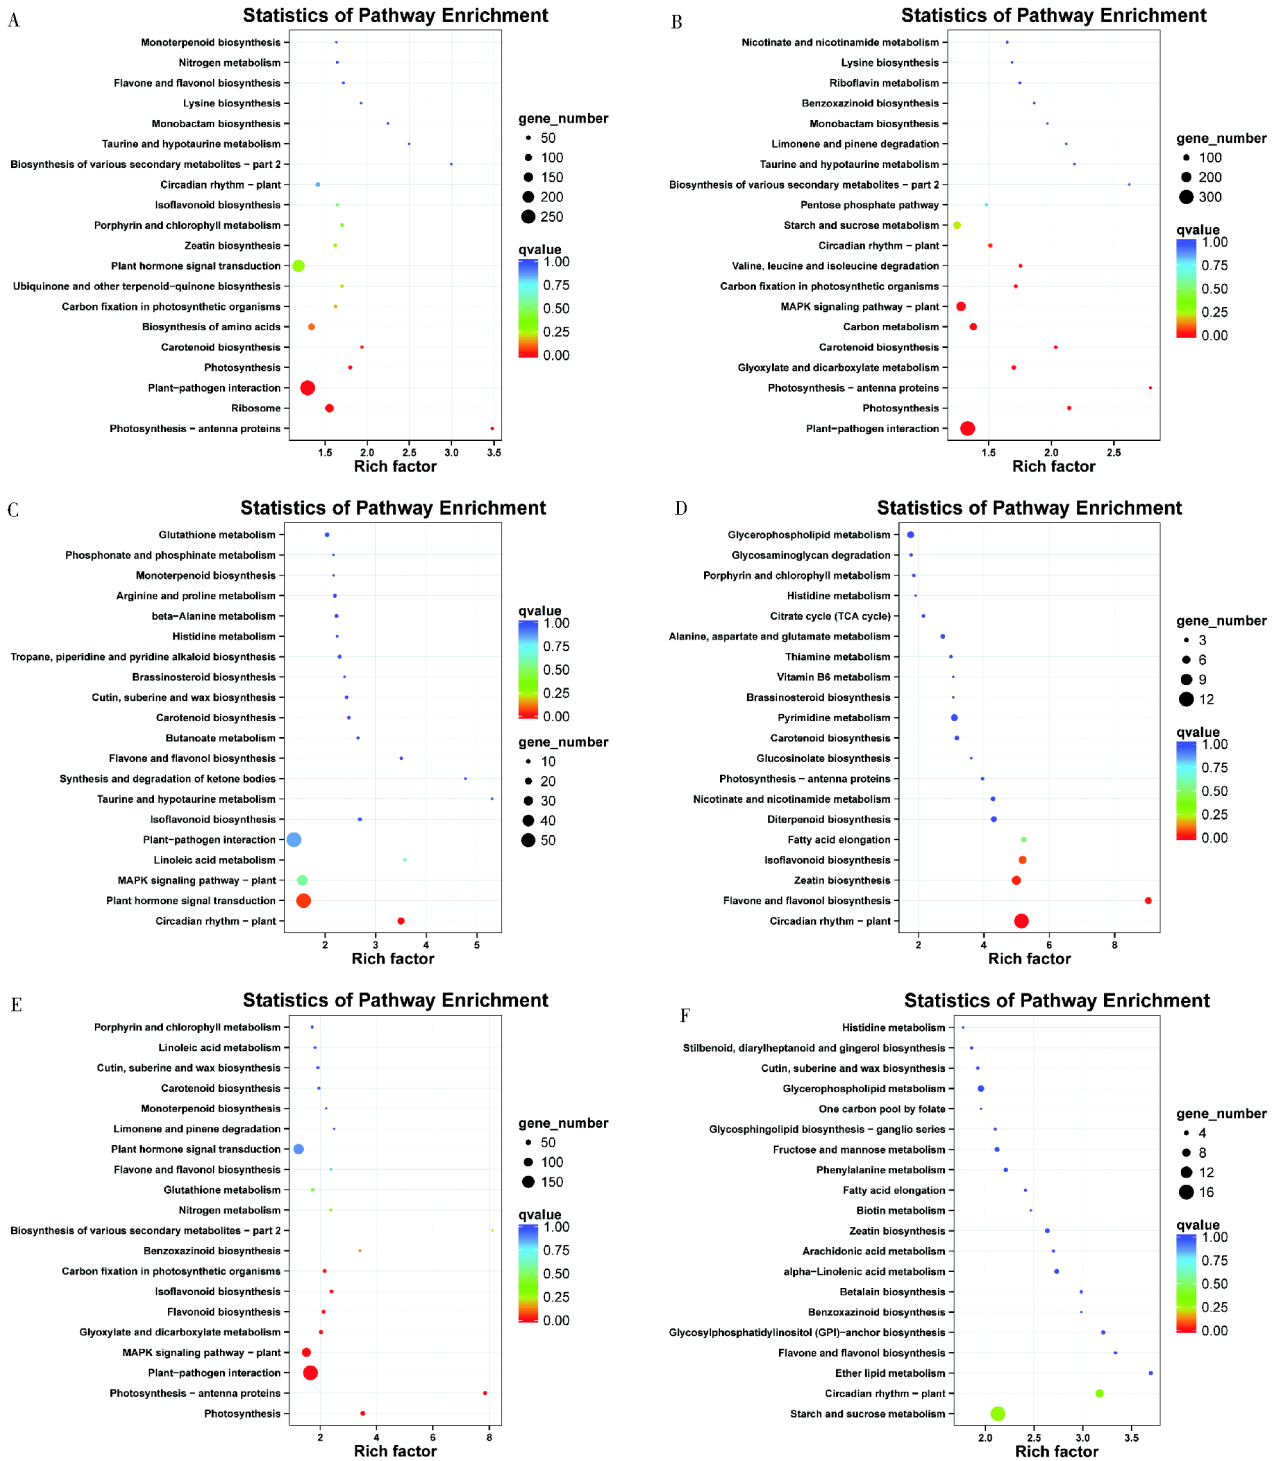 A
Statistics of Pathway Enrichment
Monoterpenoid biosynthesis
Nitrogen metabolism
Flavone and flavonol biosynthesis
Lysine biosynthesis
Monobactam biosynthesis
Taurine and hypotaurine metabolism
Biosynthesis of various secondary metabolites − part 2
Circadian rhythm − plant
Isoflavonoid biosynthesis
Porphyrin and chlorophyll metabolism
Zeatin biosynthesis
Plant hormone signal transduction
Ubiquinone and other terpenoid−quinone biosynthesis
Carbon fixation in photosynthetic organisms
Biosynthesis of amino acids
Carotenoid biosynthesis
Photosynthesis
Plant−pathogen interaction
Ribosome
Photosynthesis − antenna proteins
1.5 2.0 2.5 3.0 3.5
Rich factor
gene_number
50
100
150
200
250
qvalue
1.00
0.75
0.50
0.25
0.00
B
Statistics of Pathway Enrichment
Nicotinate and nicotinamide metabolism
Lysine biosynthesis
Riboflavin metabolism
Benzoxazinoid biosynthesis
Monobactam biosynthesis
Limonene and pinene degradation
Taurine and hypotaurine metabolism
Biosynthesis of various secondary metabolites − part 2
Pentose phosphate pathway
Starch and sucrose metabolism
Circadian rhythm − plant
Valine, leucine and isoleucine degradation
Carbon fixation in photosynthetic organisms
MAPK signaling pathway − plant
Carbon metabolism
Carotenoid biosynthesis
Glyoxylate and dicarboxylate metabolism
Photosynthesis − antenna proteins
Photosynthesis
Plant−pathogen interaction
1.5 2.0 2.5
Rich factor
gene_number
100
200
300
qvalue
1.00
0.75
0.50
0.25
0.00
C
Statistics of Pathway Enrichment
Glutathione metabolism
Phosphonate and phosphinate metabolism
Monoterpenoid biosynthesis
Arginine and proline metabolism
beta−Alanine metabolism
Histidine metabolism
Tropane, piperidine and pyridine alkaloid biosynthesis
Brassinosteroid biosynthesis
Cutin, suberine and wax biosynthesis
Carotenoid biosynthesis
Butanoate metabolism
Flavone and flavonol biosynthesis
Synthesis and degradation of ketone bodies
Taurine and hypotaurine metabolism
Isoflavonoid biosynthesis
Plant−pathogen interaction
Linoleic acid metabolism
MAPK signaling pathway − plant
Plant hormone signal transduction
Circadian rhythm − plant
2 3 4 5
Rich factor
qvalue
1.00
0.75
0.50
0.25
0.00
gene_number
10
20
30
40
50
D
Statistics of Pathway Enrichment
Glycerophospholipid metabolism
Glycosaminoglycan degradation
Porphyrin and chlorophyll metabolism
Histidine metabolism
Citrate cycle (TCA cycle)
Alanine, aspartate and glutamate metabolism
Thiamine metabolism
Vitamin B6 metabolism
Brassinosteroid biosynthesis
Pyrimidine metabolism
Carotenoid biosynthesis
Glucosinolate biosynthesis
Photosynthesis − antenna proteins
Nicotinate and nicotinamide metabolism
Diterpenoid biosynthesis
Fatty acid elongation
Isoflavonoid biosynthesis
Zeatin biosynthesis
Flavone and flavonol biosynthesis
Circadian rhythm − plant
2 4 6 8
Rich factor
gene_number
3
6
9
12
qvalue
1.00
0.75
0.50
0.25
0.00
E
Statistics of Pathway Enrichment
Porphyrin and chlorophyll metabolism
Linoleic acid metabolism
Cutin, suberine and wax biosynthesis
Carotenoid biosynthesis
Monoterpenoid biosynthesis
Limonene and pinene degradation
Plant hormone signal transduction
Flavone and flavonol biosynthesis
Glutathione metabolism
Nitrogen metabolism
Biosynthesis of various secondary metabolites − part 2
Benzoxazinoid biosynthesis
Carbon fixation in photosynthetic organisms
Isoflavonoid biosynthesis
Flavonoid biosynthesis
Glyoxylate and dicarboxylate metabolism
MAPK signaling pathway − plant
Plant−pathogen interaction
Photosynthesis − antenna proteins
Photosynthesis
2 4 6 8
Rich factor
gene_number
50
100
150
qvalue
1.00
0.75
0.50
0.25
0.00
F
Statistics of Pathway Enrichment
Histidine metabolism
Stilbenoid, diarylheptanoid and gingerol biosynthesis
Cutin, suberine and wax biosynthesis
Glycerophospholipid metabolism
One carbon pool by folate
Glycosphingolipid biosynthesis − ganglio series
Fructose and mannose metabolism
Phenylalanine metabolism
Fatty acid elongation
Biotin metabolism
Zeatin biosynthesis
Arachidonic acid metabolism
alpha−Linolenic acid metabolism
Betalain biosynthesis
Benzoxazinoid biosynthesis
Glycosylphosphatidylinositol (GPI)−anchor biosynthesis
Flavone and flavonol biosynthesis
Ether lipid metabolism
Circadian rhythm − plant
Starch and sucrose metabolism
2.0 2.5 3.0 3.5
Rich factor
gene_number
4
8
12
16
qvalue
1.00
0.75
0.50
0.25
0.00